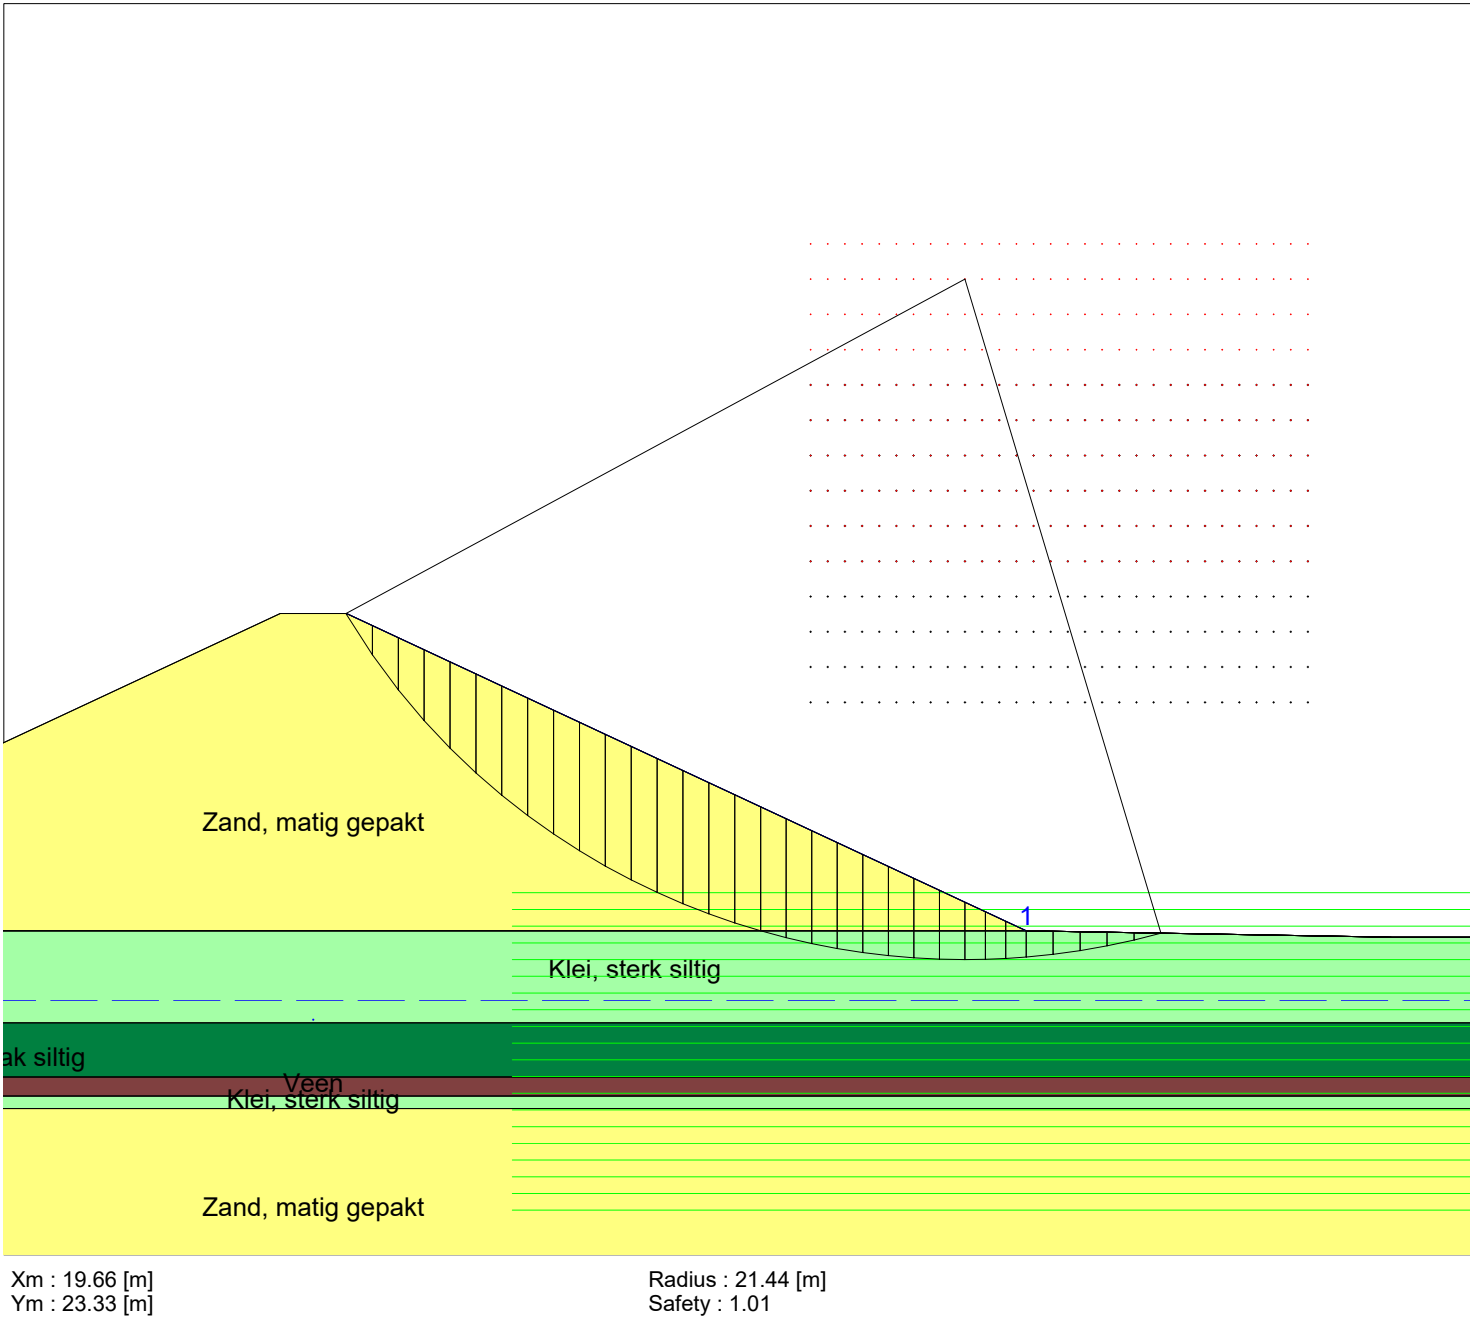 Zand, matig gepakt
1
Klei, sterk siltig
ak siltig
Veen
Klei, sterk siltig
Zand, matig gepakt
Xm : 19.66 [m]
Radius : 21.44 [m]
Ym : 23.33 [m]
Safety : 1.01